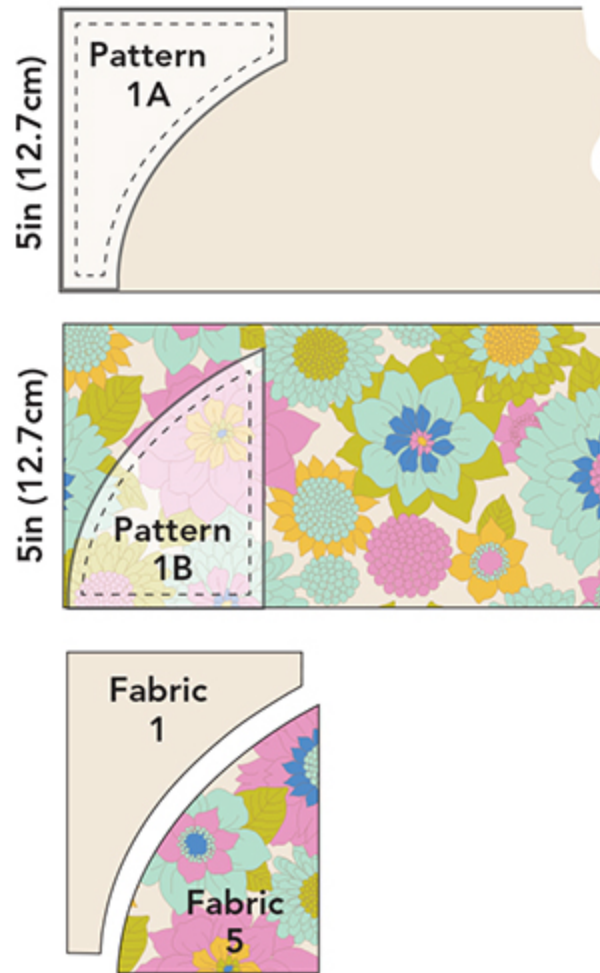 5in (12.7cm)
Pattern
1A
5in (12.7cm)
Pattern
1B
Fabric
1
Fabric
5